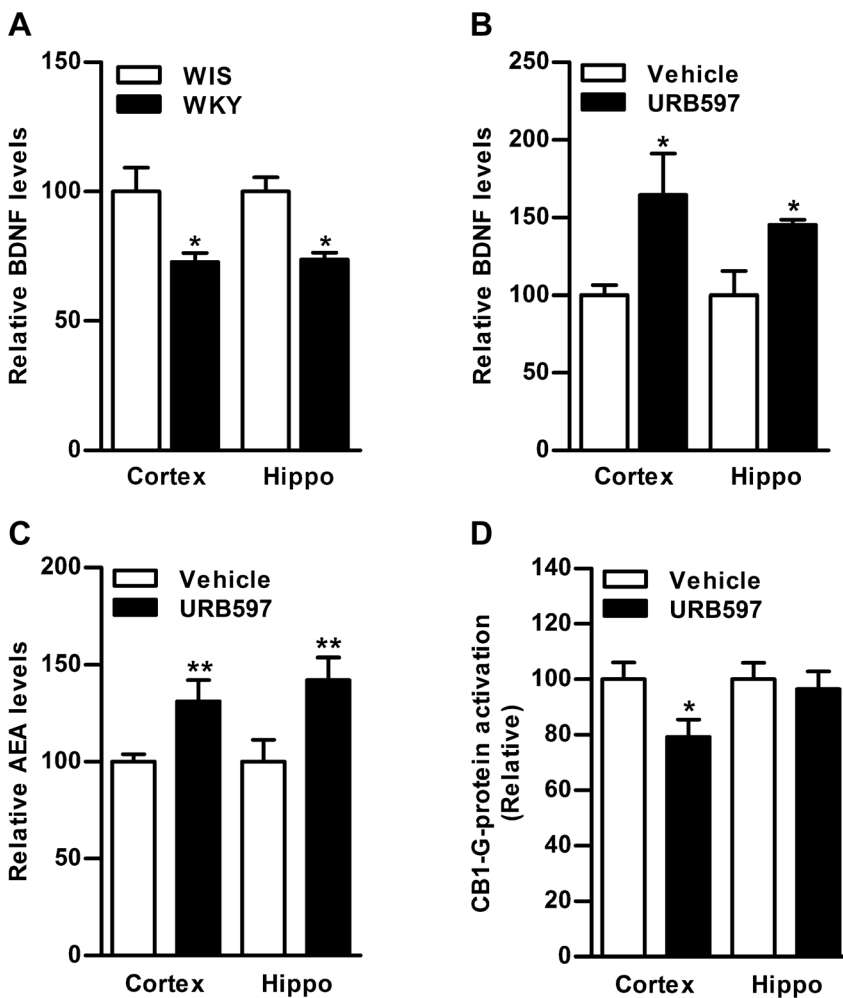 A
Relative BDNF levels
150
100
50
0
WIS
WKY
*
*
Cortex
Hippo
B
Relative BDNF levels
250
200
150
100
50
0
Vehicle
URB597
*
*
Cortex
Hippo
C
Relative AEA levels
200
150
100
50
0
Vehicle
URB597
**
**
Cortex
Hippo
D
CB1-G-protein activation
(Relative)
140
120
100
80
60
40
20
0
Vehicle
URB597
*
Cortex
Hippo